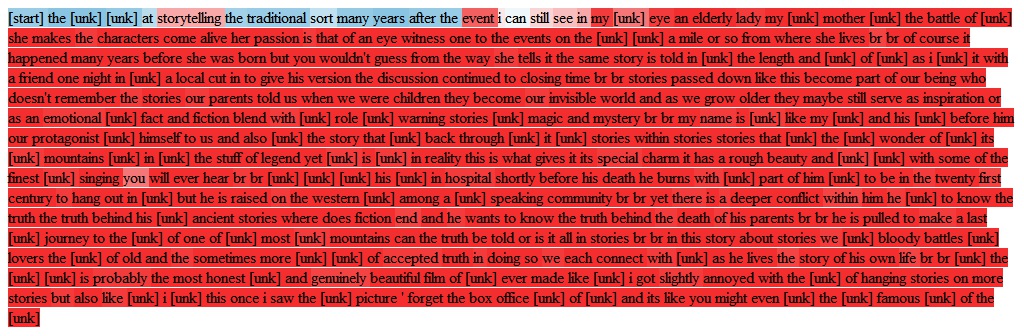 [start] the [unk] [unk] at storytelling the traditional sort many years after the event i can still see in my [unk] eye an elderly lady my [unk] mother [unk] the battle of [unk]
she makes the characters come alive her passion is that of an eye witness one to the events on the [unk] [unk] a mile or so from where she lives br br of course it
happened many years before she was born but you wouldn't guess from the way she tells it the same story is told in [unk] the length and [unk] of [unk] as i [unk] it with
a friend one night in [unk] a local cut in to give his version the discussion continued to closing time br br stories passed down like this become part of our being who
doesn't remember the stories our parents told us when we were children they become our invisible world and as we grow older they maybe still serve as inspiration or
as an emotional [unk] fact and fiction blend with [unk] role [unk] warning stories [unk] magic and mystery br br my name is [unk] like my [unk] and his [unk] before him
our protagonist [unk] himself to us and also [unk] the story that [unk] back through [unk] it [unk] stories within stories stories that [unk] the [unk] wonder of [unk] its
[unk] mountains [unk] in [unk] the stuff of legend yet [unk] is [unk] in reality this is what gives it its special charm it has a rough beauty and [unk] [unk] with some of the
finest [unk] singing you will ever hear br br [unk] [unk] [unk] his [unk] in hospital shortly before his death he burns with [unk] part of him [unk] to be in the twenty first
century to hang out in [unk] but he is raised on the western [unk] among a [unk] speaking community br br yet there is a deeper conflict within him he [unk] to know the
truth the truth behind his [unk] ancient stories where does fiction end and he wants to know the truth behind the death of his parents br br he is pulled to make a last
[unk] journey to the [unk] of one of [unk] most [unk] mountains can the truth be told or is it all in stories br br in this story about stories we [unk] bloody battles [unk]
lovers the [unk] of old and the sometimes more [unk] [unk] of accepted truth in doing so we each connect with [unk] as he lives the story of his own life br br [unk] the
[unk] [unk] is probably the most honest [unk] and genuinely beautiful film of [unk] ever made like [unk] i got slightly annoyed with the [unk] of hanging stories on more
stories but also like [unk] i [unk] this once i saw the [unk] picture ' forget the box office [unk] of [unk] and its like you might even [unk] the [unk] famous [unk] of the
[unk]